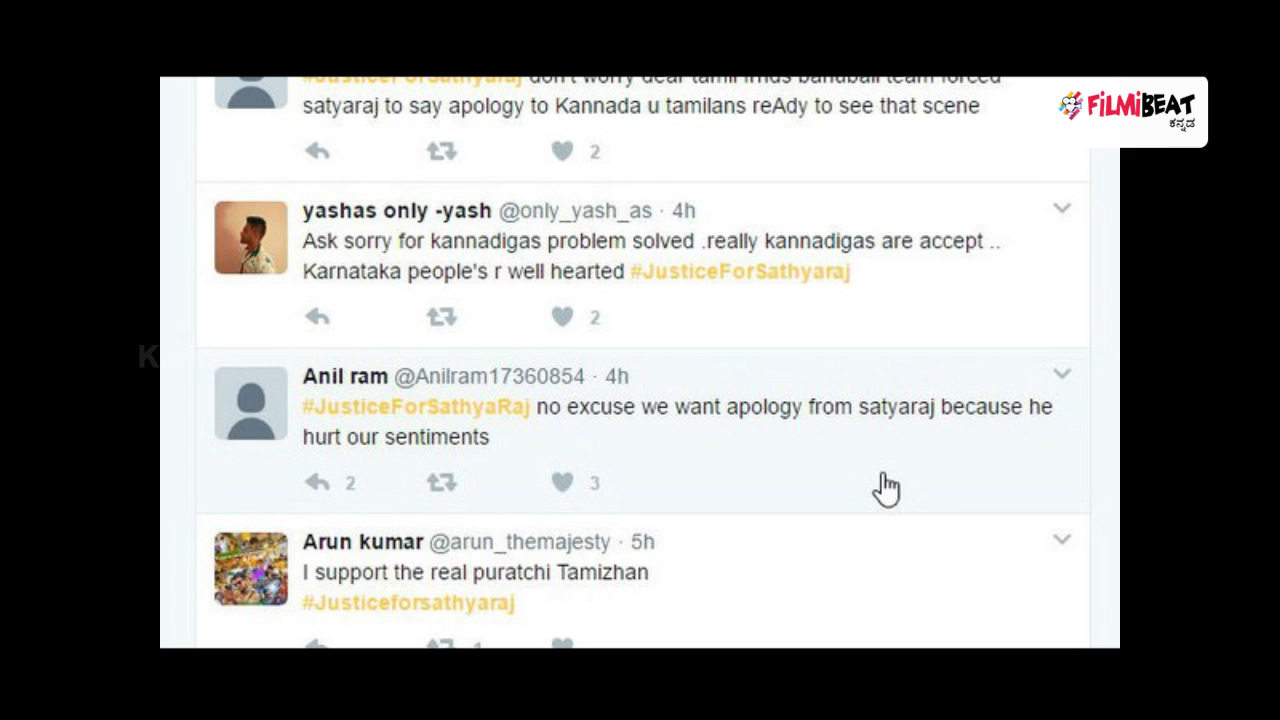 #JusticeForSathyaraj don't worry dear tamil frnds bahubali team forced
satyaraj to say apology to Kannada u tamilans reAdy to see that scene
2
FiLMiBEAT
ಕನ್ನಡ
yashas only -yash @only_yash_as · 4h
Ask sorry for kannadigas problem solved .really kannadigas are accept ..
Karnataka people's r well hearted #JusticeForSathyaraj
2
K
Anil ram @Anilram17360854 · 4h
#JusticeForSathyaRaj no excuse we want apology from satyaraj because he
hurt our sentiments
2 3
Arun kumar @arun_themajesty · 5h
I support the real puratchi Tamizhan
#Justiceforsathyaraj